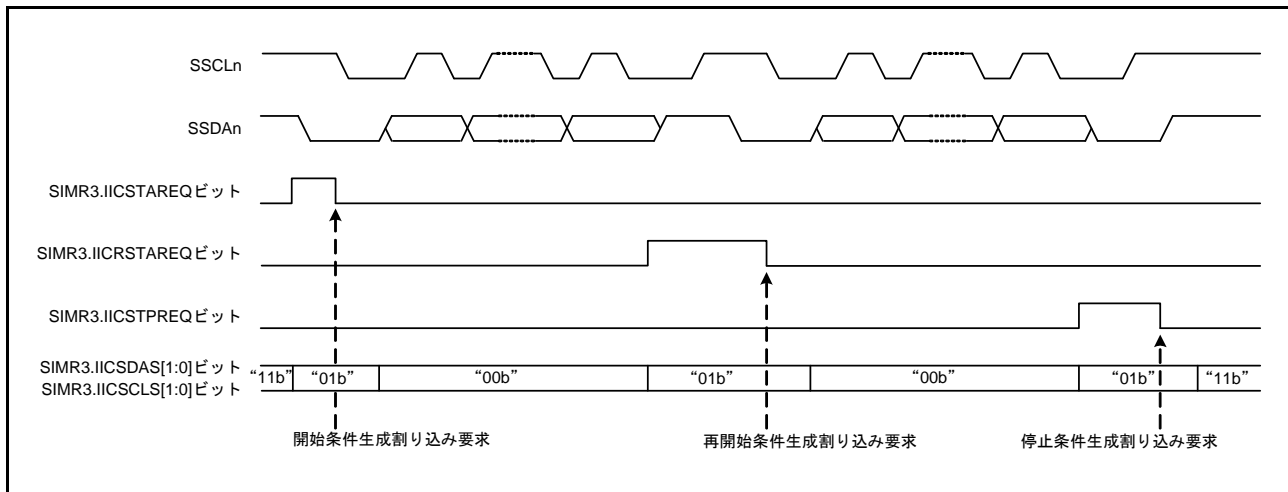 SSCLn
SSDAn
SIMR3.IICSTAREQビット
SIMR3.IICRSTAREQビット
SIMR3.IICSTPREQビット
SIMR3.IICSDAS[1:0]ビット
SIMR3.IICSCLS[1:0]ビット
“11b” “01b” “00b” “01b” “00b” “01b” “11b”
開始条件生成割り込み要求 再開始条件生成割り込み要求 停止条件生成割り込み要求